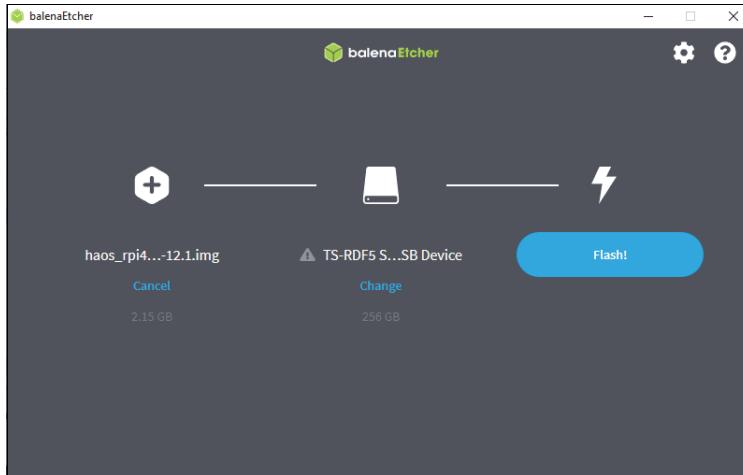 balenaEtcher
balenaEtcher
haos_rpi4...-12.1.img
TS-RDF5 S...SB Device
Flash!
Cancel
Change
2.15 GB
256 GB